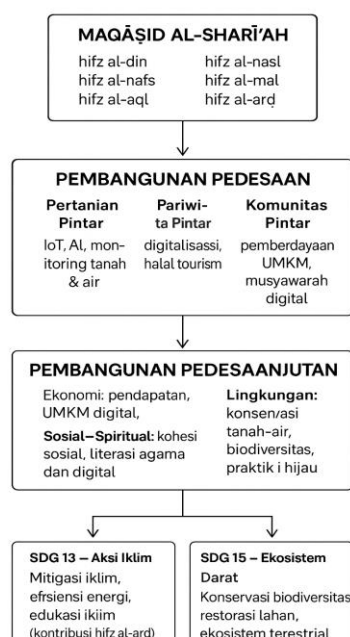 MAQĀṢID AL-SHARĪ’AH
hifz al-din
hifz al-nafs
hifz al-aql
hifz al-nasl
hifz al-mal
hifz al-arḍ
PEMBANGUNAN PEDESAAN
Pertanian
Pintar
IoT, AI, mon-
itoring tanah
& air
Pariwi-
ta Pintar
digitalisassi,
halal tourism
Komunitas
Pintar
pemberdayaan
UMKM,
musyawarah
digital
PEMBANGUNAN PEDESAANJUTAN
Ekonomi: pendapatan,
UMKM digital,
Sosial–Spiritual: kohesi
sosial, literasi agama
dan digital
Lingkungan:
konsen/asi
tanah-air,
biodiversitas,
praktik i hijau
SDG 13 – Aksi Iklim
Mitigasi iklim,
efrsiensi energi,
edukasi ikiim
(kontribusi hifz al-ard)
SDG 15 – Ekosistem
Darat
Konservasi biodiversitas
restorasi lahan,
ekosistem terestrial